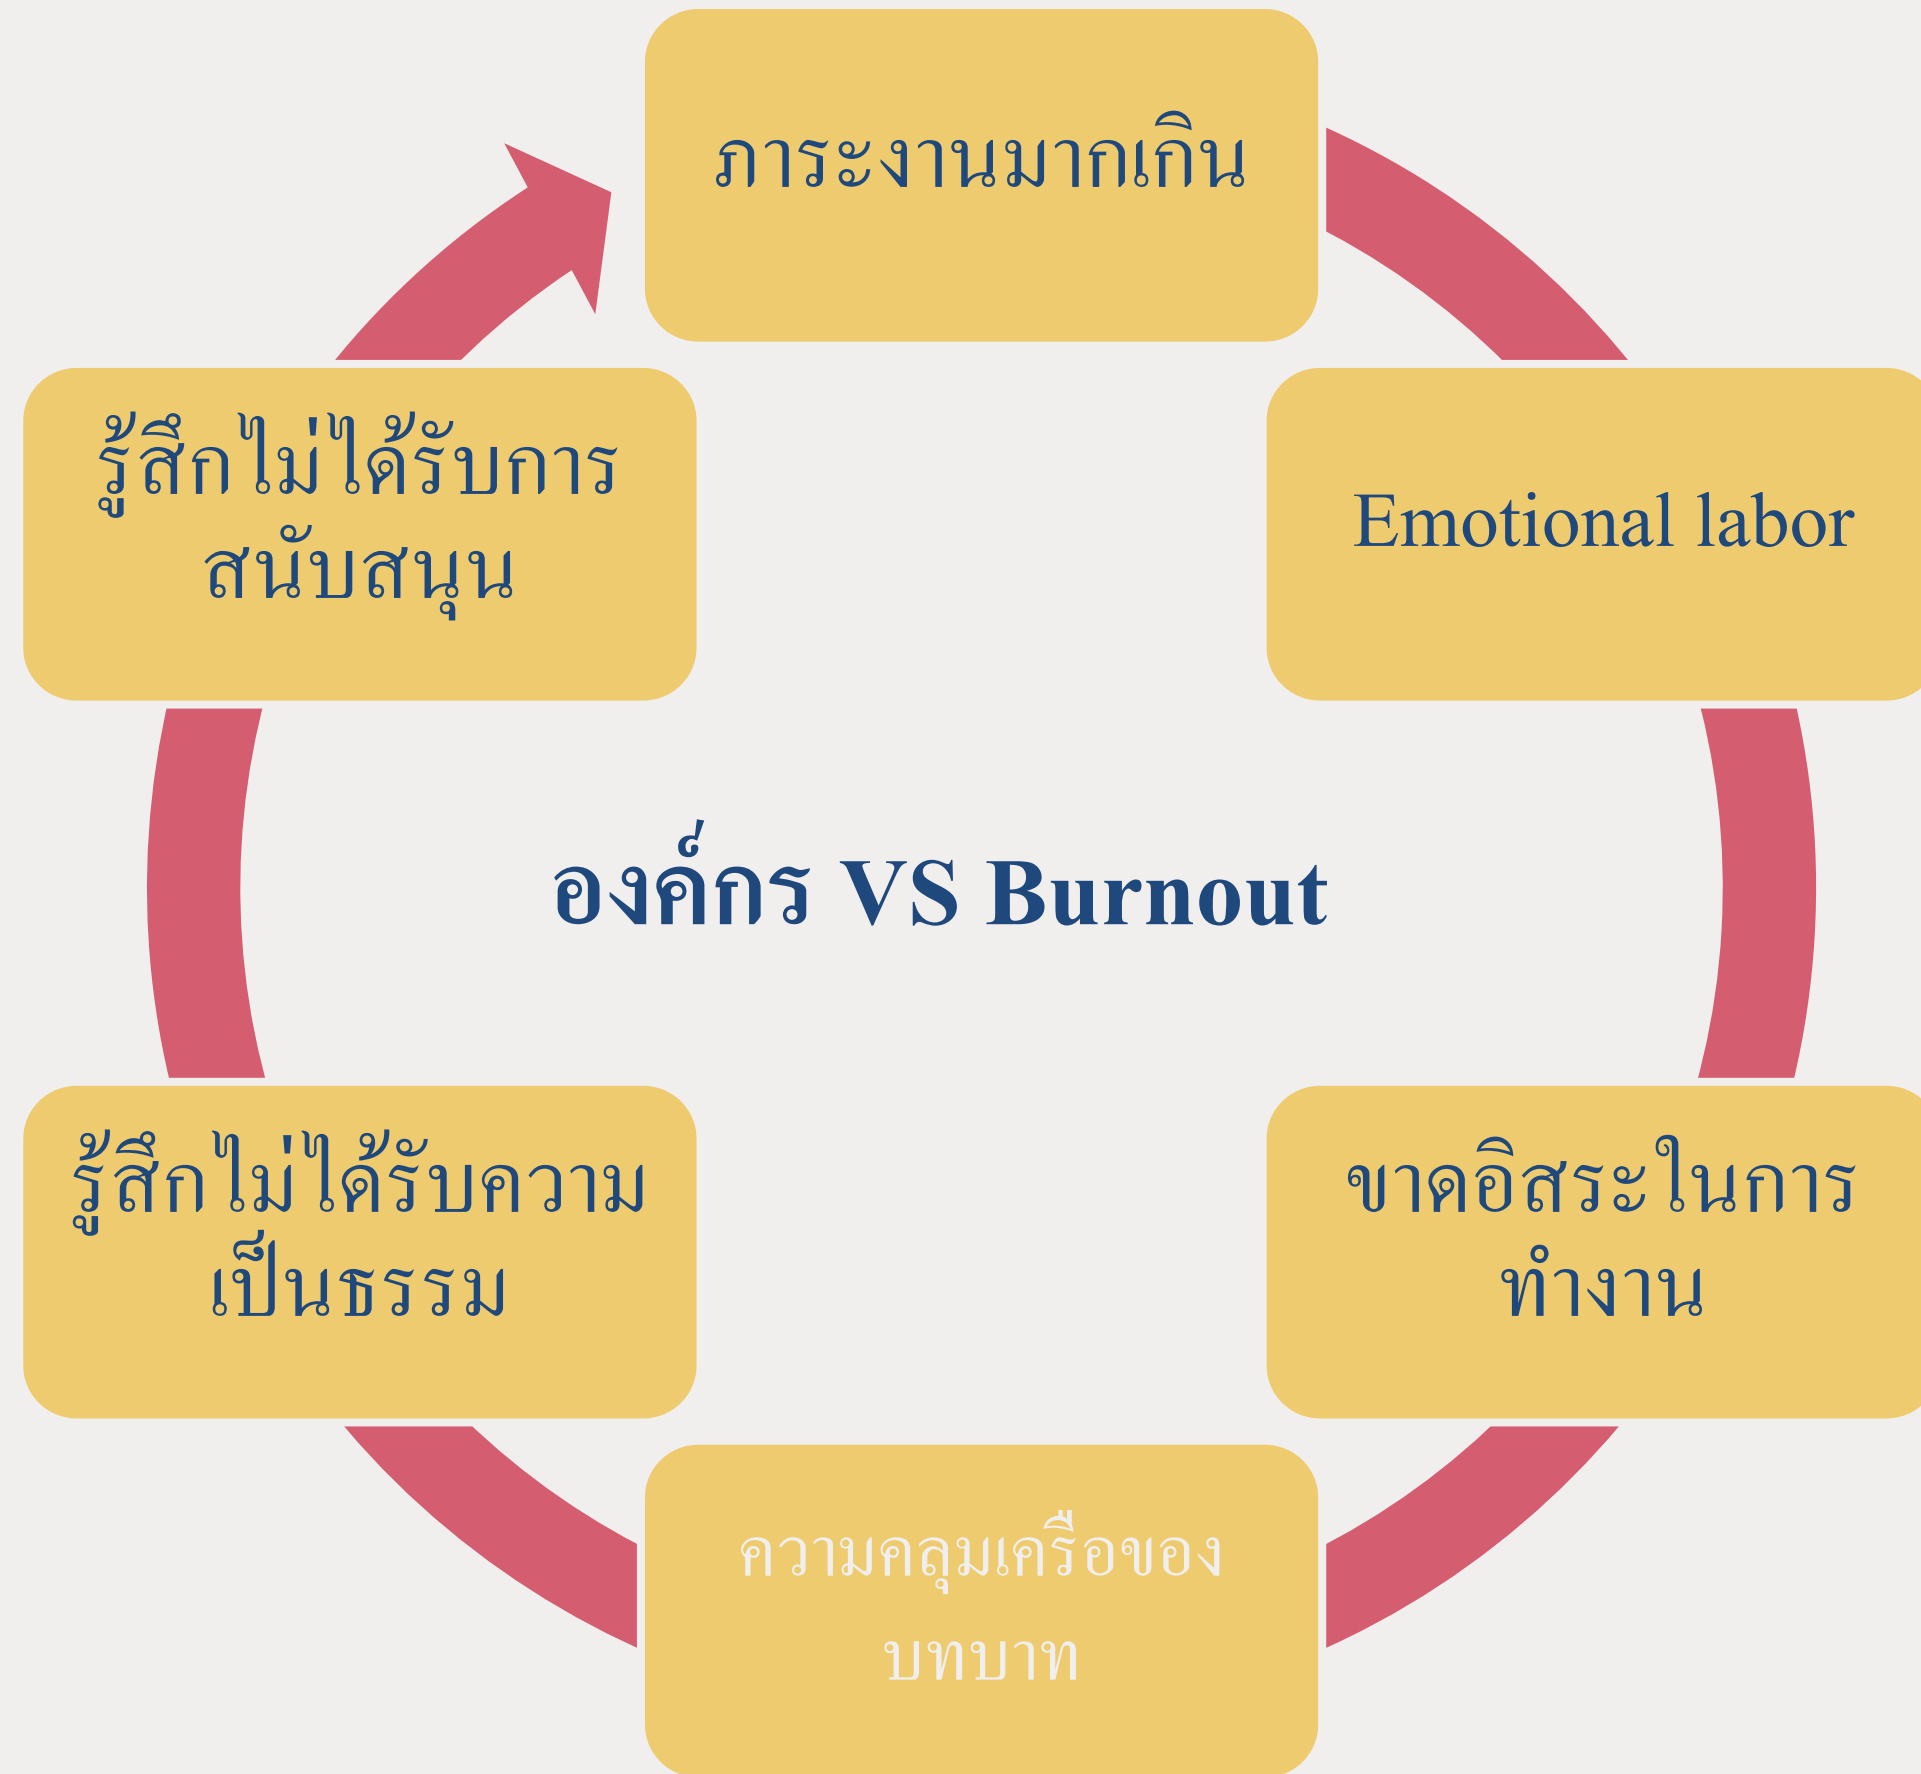 ภาระงานมากเกิน
Emotional labor
ขาดอิสระในการ
ทำงาน
ความคลุมเครือของ
บทบาท
รู้สึกไม่ได้รับความ
เป็นธรรม
รู้สึกไม่ได้รับการ
สนับสนุน
องค์กร VS Burnout